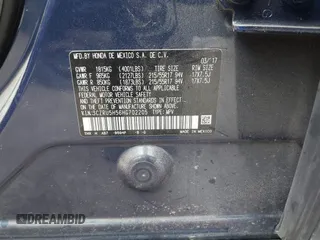 MFD.BY HONDA DE MEXICO S.A. DE C.V. 03/17
GVWR 1815KG (4001LBS) TIRE SIZE RIM SIZE
GAWR F 965KG (2127LBS) 215/55R17 94V 17X7.5J
GAWR R 850KG (1873LBS) 215/55R17 94V 17X7.5J
THIS VEHICLE CONFORMS TO ALL APPLICABLE
FEDERAL MOTOR VEHICLE SAFETY AND
THEFT PREVENTION STANDARDS IN EFFECT ON
THE DATE OF MANUFACTURE SHOWN ABOVE.
V.I.N: TYPE: MPV
©DREAMBID